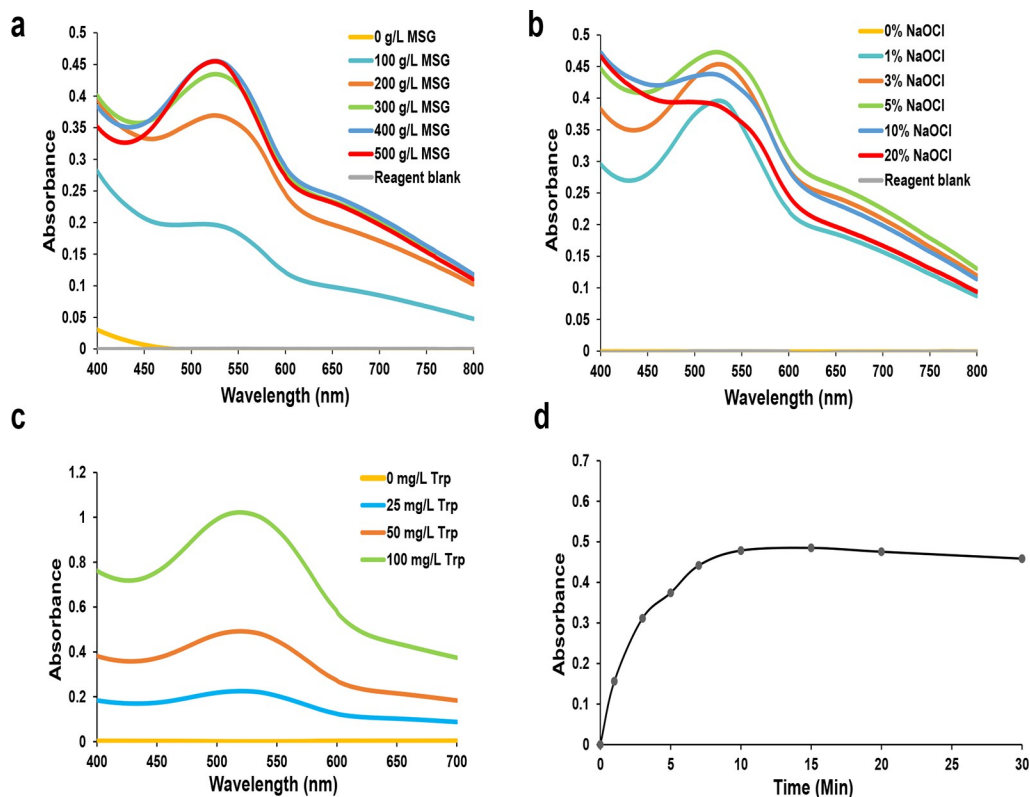 a
0.5
0.45
0.4
0.35
0.3
0.25
0.2
0.15
0.1
0.05
0
Absorbance
400 450 500 550 600 650 700 750 800
Wavelength (nm)
0 g/L MSG
100 g/L MSG
200 g/L MSG
300 g/L MSG
400 g/L MSG
500 g/L MSG
Reagent blank
b
0.5
0.45
0.4
0.35
0.3
0.25
0.2
0.15
0.1
0.05
0
Absorbance
400 450 500 550 600 650 700 750 800
Wavelength (nm)
0% NaOCl
1% NaOCl
3% NaOCl
5% NaOCl
10% NaOCl
20% NaOCl
Reagent blank
c
1.2
1
0.8
0.6
0.4
0.2
0
Absorbance
400 450 500 550 600 650 700
Wavelength (nm)
0 mg/L Trp
25 mg/L Trp
50 mg/L Trp
100 mg/L Trp
d
0.7
0.6
0.5
0.4
0.3
0.2
0.1
0
Absorbance
0 5 10 15 20 25 30
Time (Min)